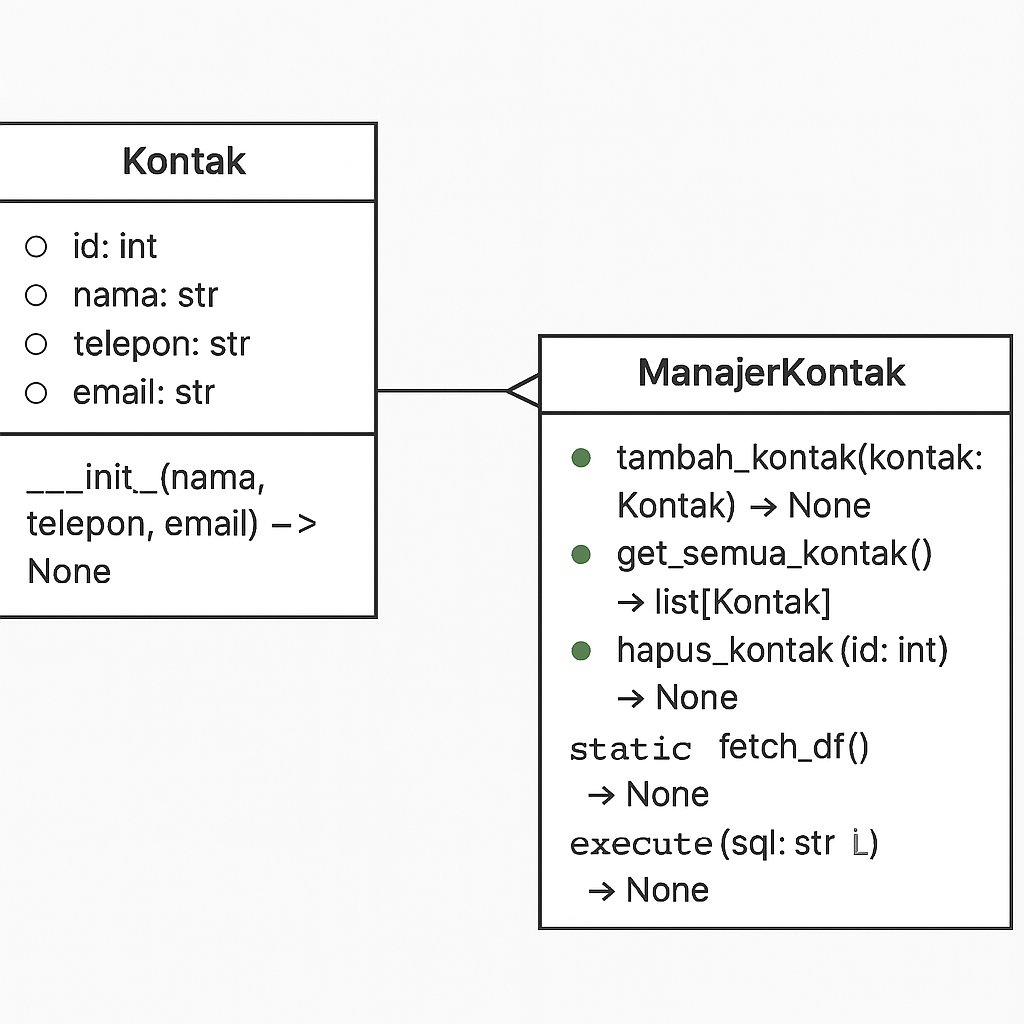 Kontak
id: int
nama: str
telepon: str
email: str
___init_._(nama,
telepon, email) –>
None
ManajerKontak
tambah_kontak(kontak:
Kontak) → None
get_semua_kontak()
→ list[Kontak]
hapus_kontak (id: int)
→ None
static fetch_df()
→ None
execute (sql: str )
→ None